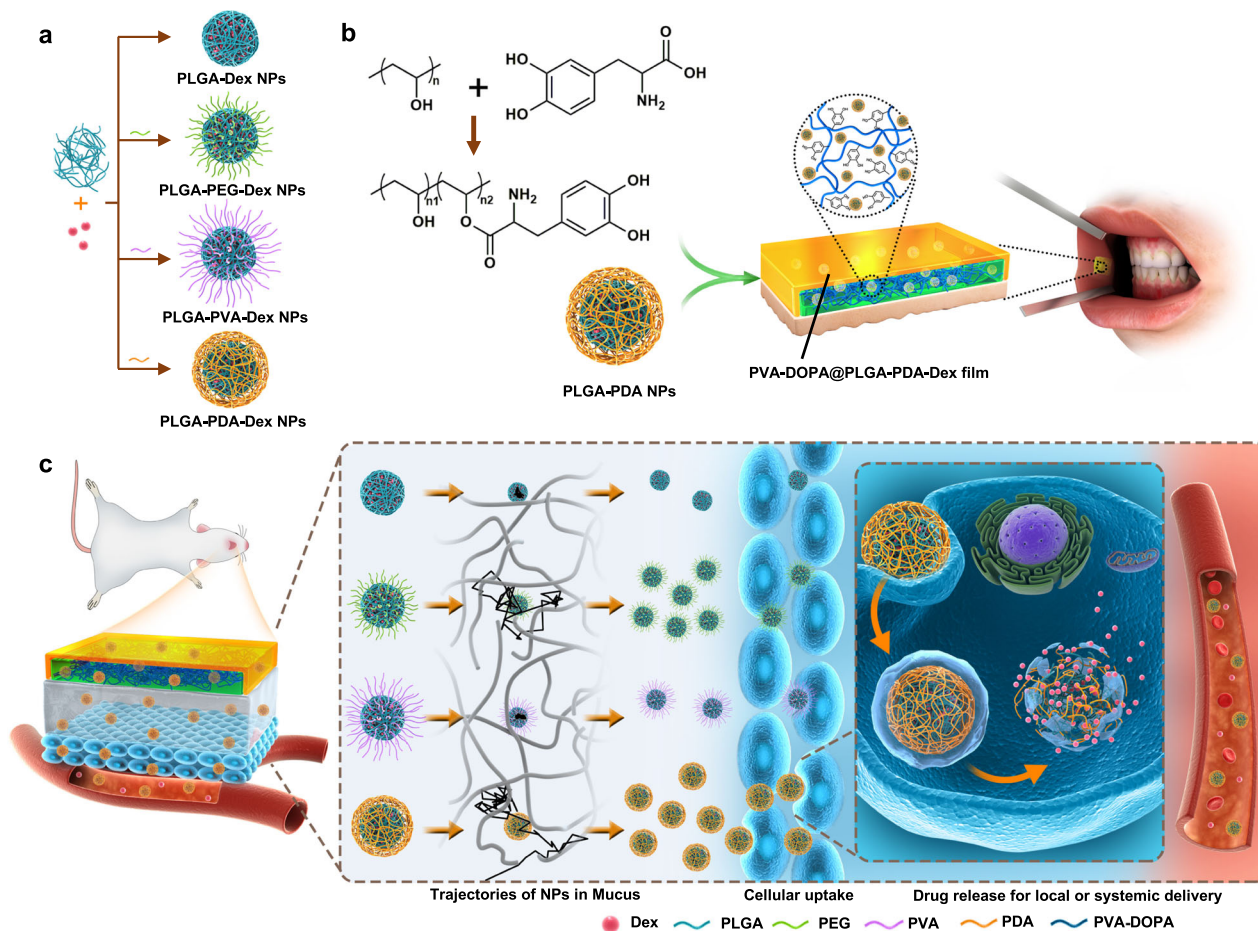 a
PLGA-Dex NPs
PLGA-PEG-Dex NPs
+
PLGA-PVA-Dex NPs
PLGA-PDA-Dex NPs
b
n
OH
+
HO
HO
O
OH
NH₂
n1
n2
OH
O
O
NH₂
OH
OH
PLGA-PDA NPs
PVA-DOPA@PLGA-PDA-Dex film
c
Trajectories of NPs in Mucus
Cellular uptake
Drug release for local or systemic delivery
Dex
PLGA
PEG
PVA
PDA
PVA-DOPA